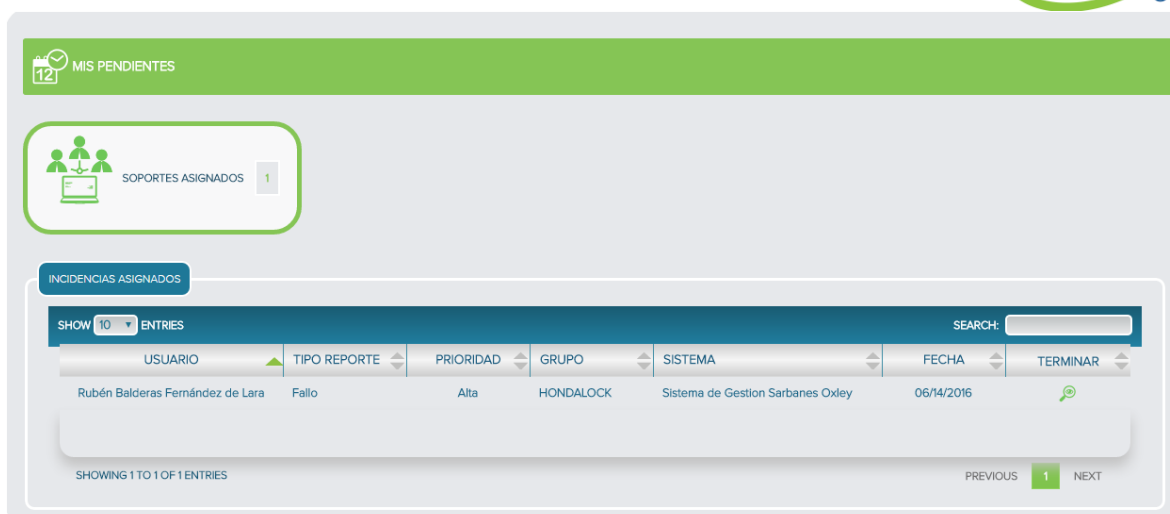 12 MIS PENDIENTES
SOPORTES ASIGNADOS 1
INCIDENCIAS ASIGNADOS
SHOW 10 ENTRIES SEARCH:
USUARIO TIPO REPORTE PRIORIDAD GRUPO SISTEMA FECHA TERMINAR
Rubén Balderas Fernández de Lara Fallo Alta HONDALOCK Sistema de Gestion Sarbanes Oxley 06/14/2016
SHOWING 1 TO 1 OF 1 ENTRIES PREVIOUS 1 NEXT